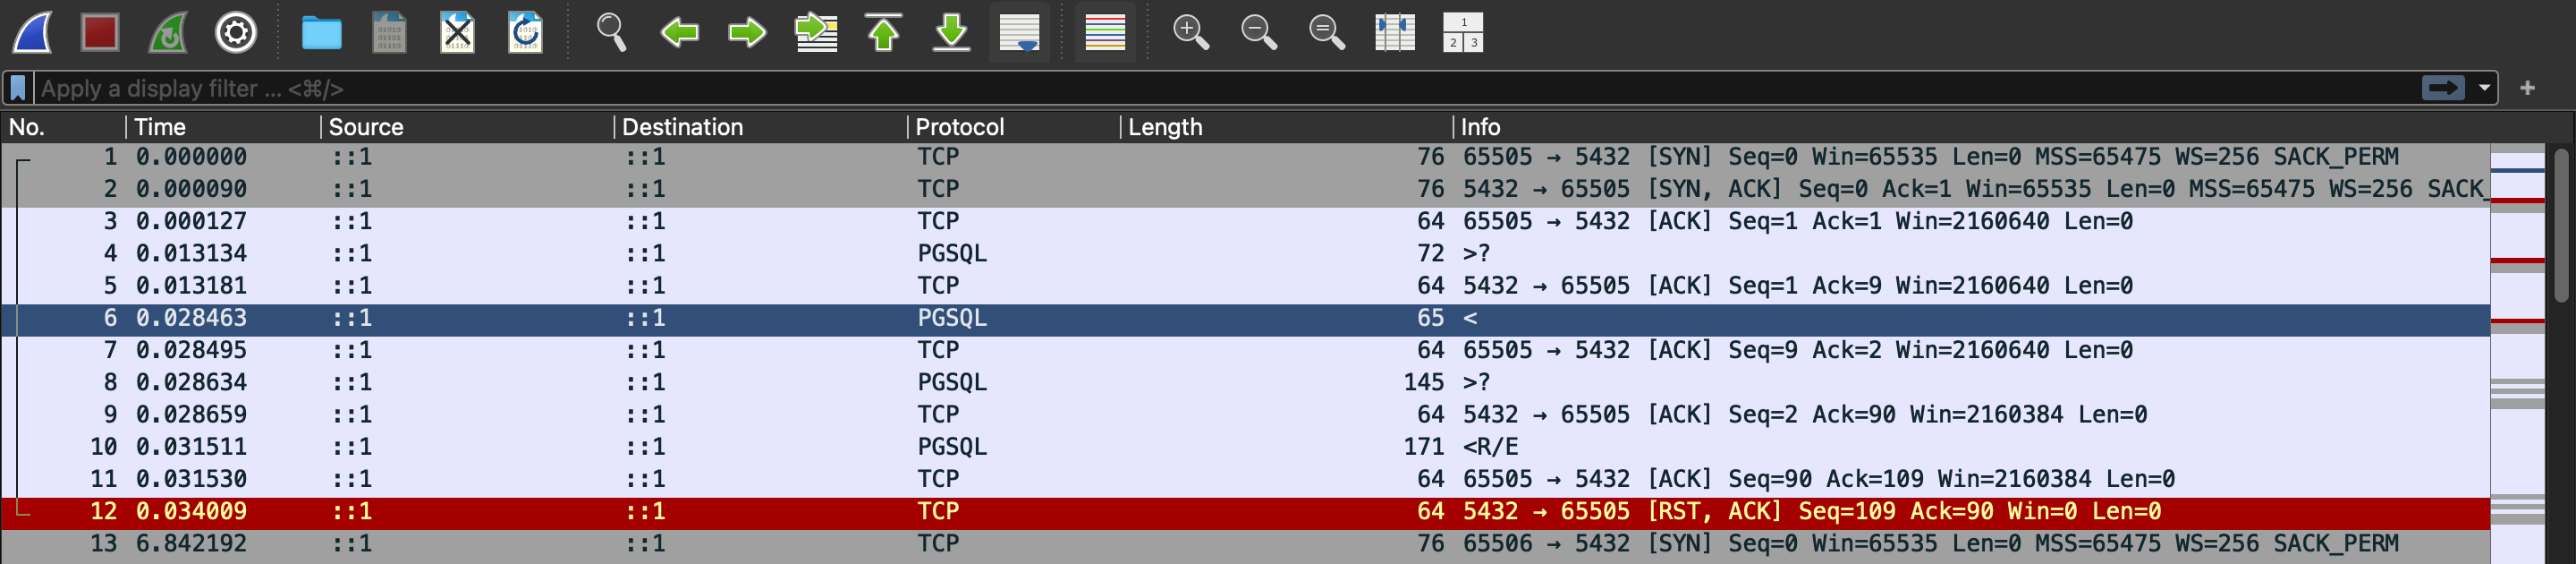 Apply a display filter ... <⌘/>
No. Time Source Destination Protocol Length Info
1 0.000000 ::1 ::1 TCP 76 65505 → 5432 [SYN] Seq=0 Win=65535 Len=0 MSS=65475 WS=256 SACK_PERM
2 0.000090 ::1 ::1 TCP 76 5432 → 65505 [SYN, ACK] Seq=0 Ack=1 Win=65535 Len=0 MSS=65475 WS=256 SACK_
3 0.000127 ::1 ::1 TCP 64 65505 → 5432 [ACK] Seq=1 Ack=1 Win=2160640 Len=0
4 0.013134 ::1 ::1 PGSQL 72 >?
5 0.013181 ::1 ::1 TCP 64 5432 → 65505 [ACK] Seq=1 Ack=9 Win=2160640 Len=0
6 0.028463 ::1 ::1 PGSQL 65 <
7 0.028495 ::1 ::1 TCP 64 65505 → 5432 [ACK] Seq=9 Ack=2 Win=2160640 Len=0
8 0.028634 ::1 ::1 PGSQL 145 >?
9 0.028659 ::1 ::1 TCP 64 5432 → 65505 [ACK] Seq=2 Ack=90 Win=2160384 Len=0
10 0.031511 ::1 ::1 PGSQL 171 <R/E
11 0.031530 ::1 ::1 TCP 64 65505 → 5432 [ACK] Seq=90 Ack=109 Win=2160384 Len=0
12 0.034009 ::1 ::1 TCP 64 5432 → 65505 [RST, ACK] Seq=109 Ack=90 Win=0 Len=0
13 6.842192 ::1 ::1 TCP 76 65506 → 5432 [SYN] Seq=0 Win=65535 Len=0 MSS=65475 WS=256 SACK_PERM